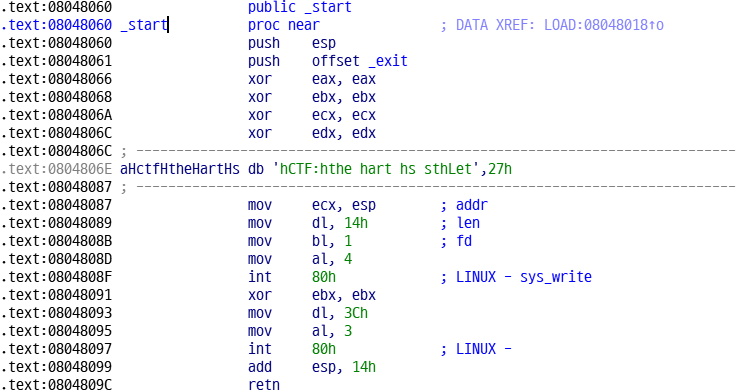 .text:08048060 public _start
.text:08048060 _start proc near ; DATA XREF: LOAD:08048018↑o
.text:08048060 push esp
.text:08048061 push offset _exit
.text:08048066 xor eax, eax
.text:08048068 xor ebx, ebx
.text:0804806A xor ecx, ecx
.text:0804806C xor edx, edx
.text:0804806C ; ---------------------------------------------------------------------------
.text:0804806E aHctfHtheHartHs db 'hCTF:hthe hart hs sthLet',27h
.text:08048087 ; ---------------------------------------------------------------------------
.text:08048087 mov ecx, esp ; addr
.text:08048089 mov dl, 14h ; len
.text:0804808B mov bl, 1 ; fd
.text:0804808D mov al, 4
.text:0804808F int 80h ; LINUX - sys_write
.text:08048091 xor ebx, ebx
.text:08048093 mov dl, 3Ch
.text:08048095 mov al, 3
.text:08048097 int 80h ; LINUX -
.text:08048099 add esp, 14h
.text:0804809C retn